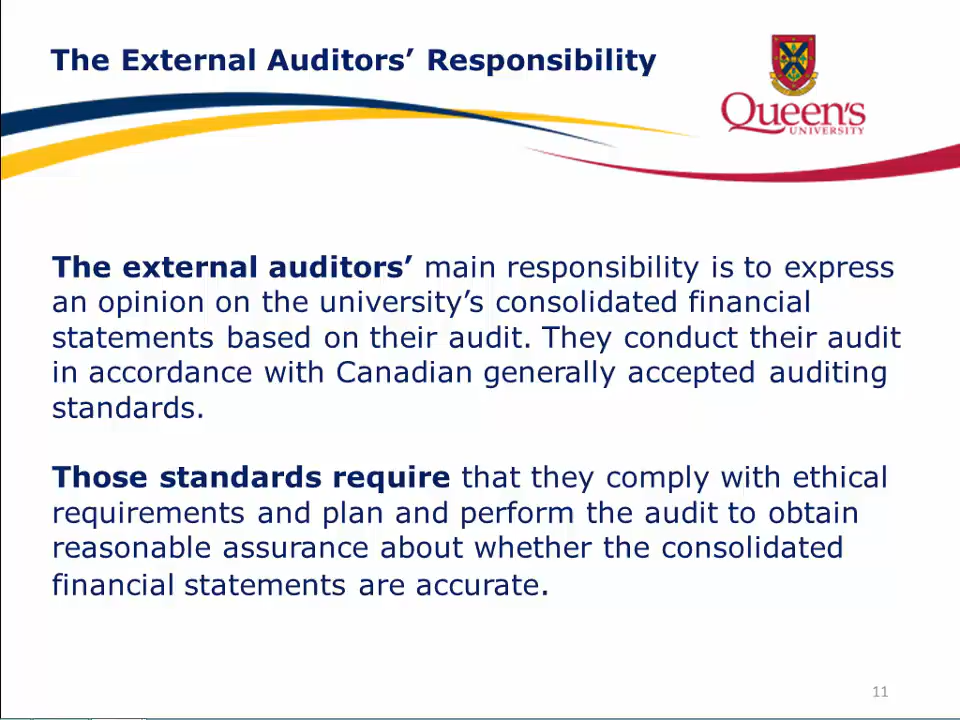 The External Auditors’ Responsibility
Queen's
UNIVERSITY
The external auditors’ main responsibility is to express
an opinion on the university’s consolidated financial
statements based on their audit. They conduct their audit
in accordance with Canadian generally accepted auditing
standards.
Those standards require that they comply with ethical
requirements and plan and perform the audit to obtain
reasonable assurance about whether the consolidated
financial statements are accurate.
11